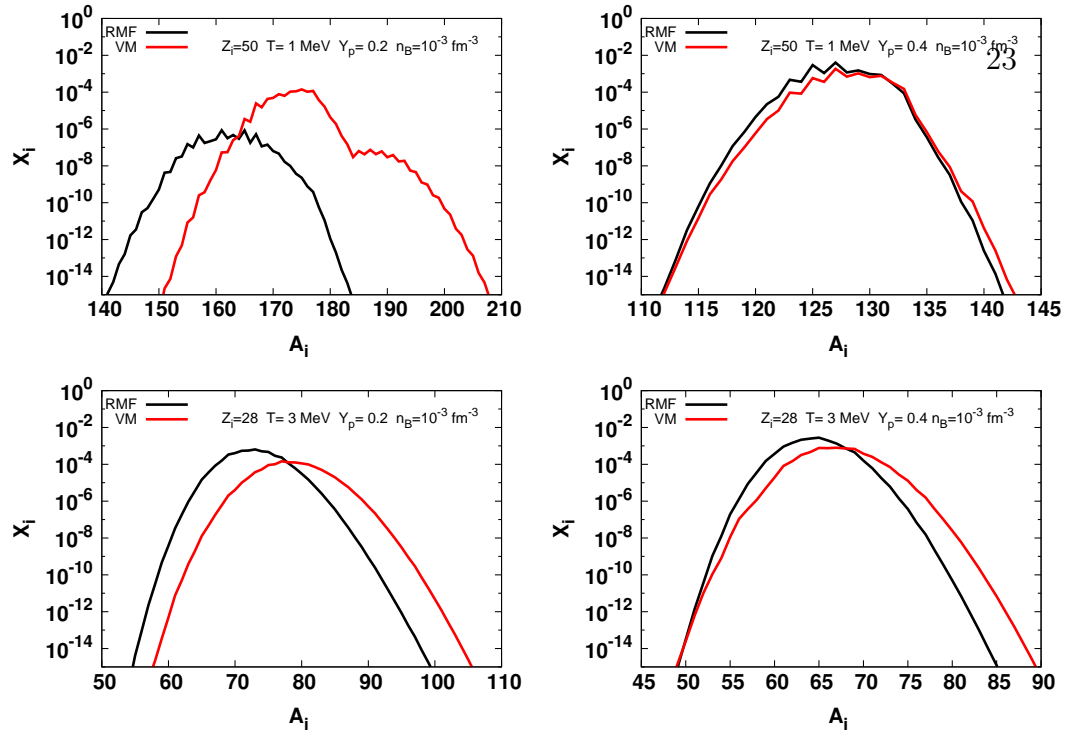 RMF
VM
Z_i=50 T= 1 MeV Y_p= 0.2 n_B=10^-3 fm^-3
X_i
10^0
10^-2
10^-4
10^-6
10^-8
10^-10
10^-12
10^-14
140 150 160 170 180 190 200 210
A_i
RMF
VM
Z_i=50 T= 1 MeV Y_p= 0.4 n_B=10^-3 fm^-3
23
X_i
10^0
10^-2
10^-4
10^-6
10^-8
10^-10
10^-12
10^-14
110 115 120 125 130 135 140 145
A_i
RMF
VM
Z_i=28 T= 3 MeV Y_p= 0.2 n_B=10^-3 fm^-3
X_i
10^0
10^-2
10^-4
10^-6
10^-8
10^-10
10^-12
10^-14
50 60 70 80 90 100 110
A_i
RMF
VM
Z_i=28 T= 3 MeV Y_p= 0.4 n_B=10^-3 fm^-3
X_i
10^0
10^-2
10^-4
10^-6
10^-8
10^-10
10^-12
10^-14
45 50 55 60 65 70 75 80 85 90
A_i